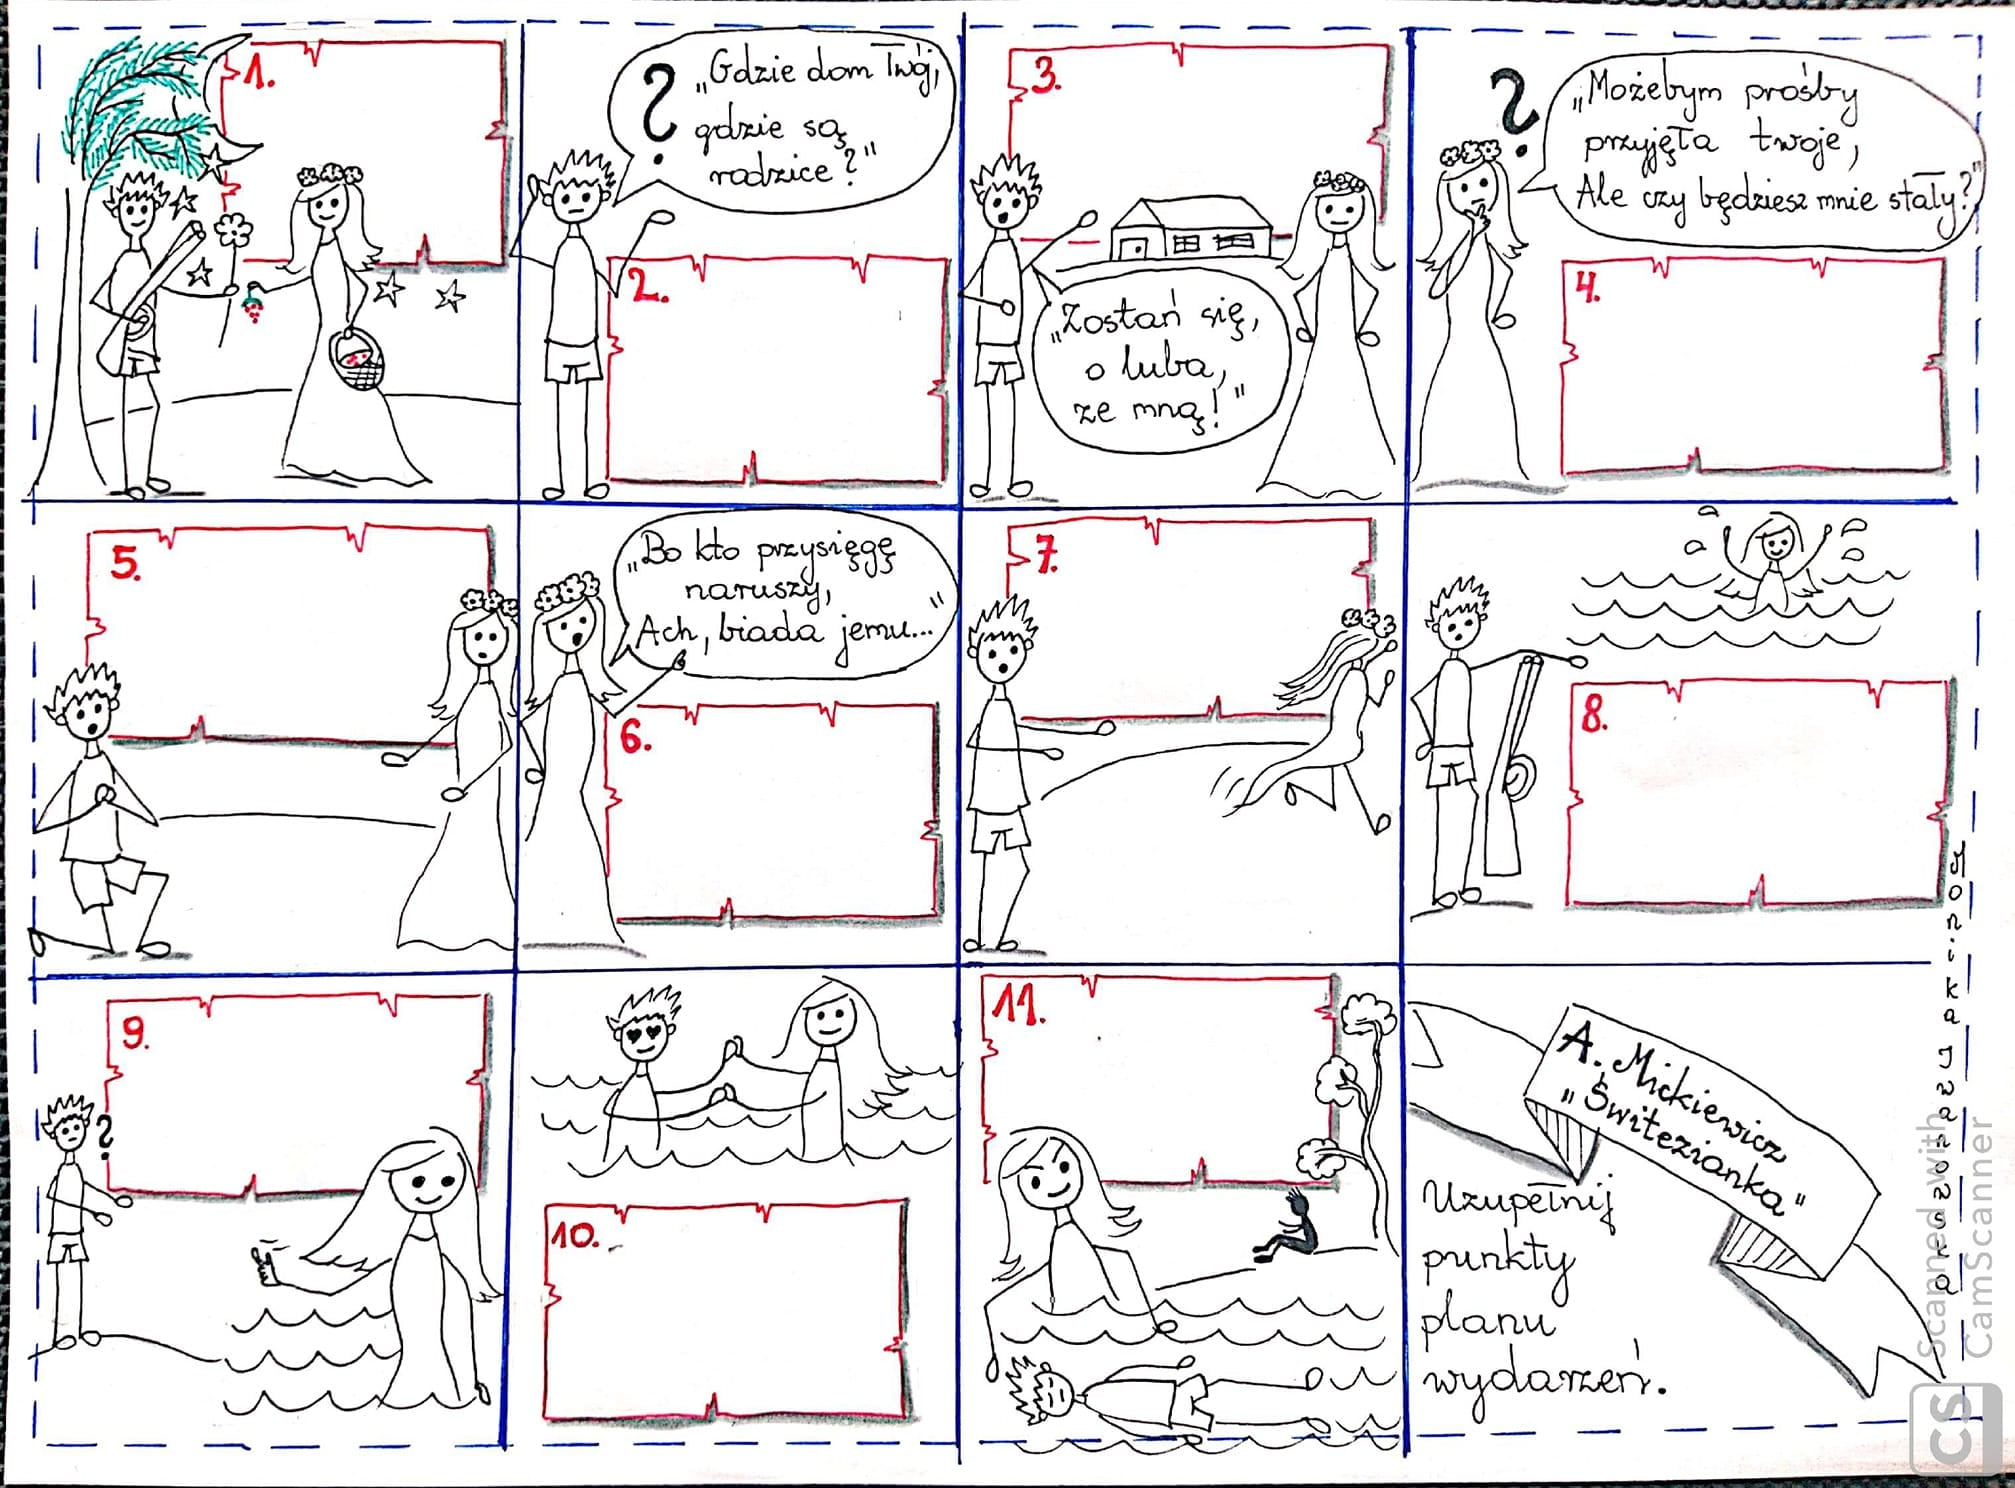 1.
„Gdzie dom Twój,
gdzie są
rodzice?"
?
2.
3.
„Zostań się,
o luba,
ze mną!"
?
„Możebym prośby
przyjęła twoje,
Ale czy będziesz mnie stały?"
4.
5.
„Bo kto przysięgę
naruszy,
Ach, biada jemu..."
6.
7.
8.
9.
?
10.
11.
A. Mickiewicz
„Świtezianka"
Uzupełnij
punkty
planu
wydarzeń.
Scanned with
CamScanner
CS